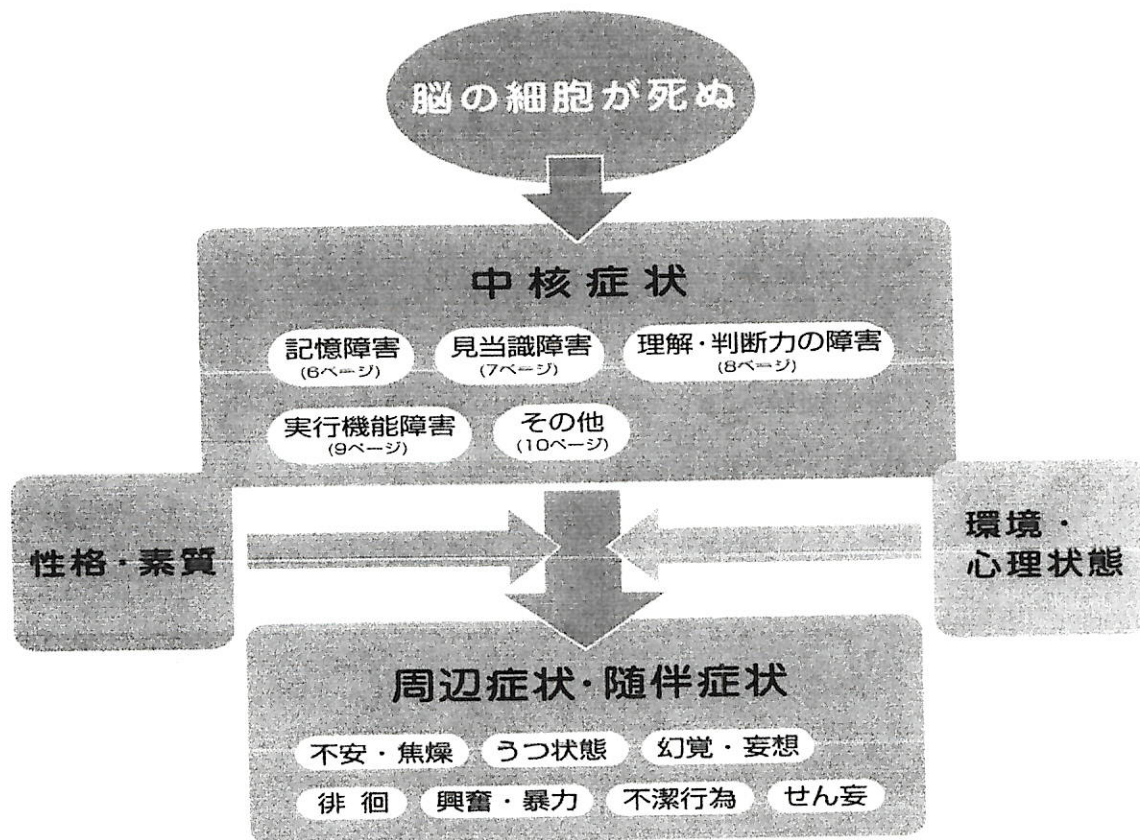 脳の細胞が死ぬ
中核症状
記憶障害 見当識障害 理解・判断力の障害
(6ページ) (7ページ) (8ページ)
実行機能障害 その他
(9ページ) (10ページ)
性格・素質
環境・
心理状態
周辺症状・随伴症状
不安・焦燥 うつ状態 幻覚・妄想
徘徊 興奮・暴力 不潔行為 せん妄